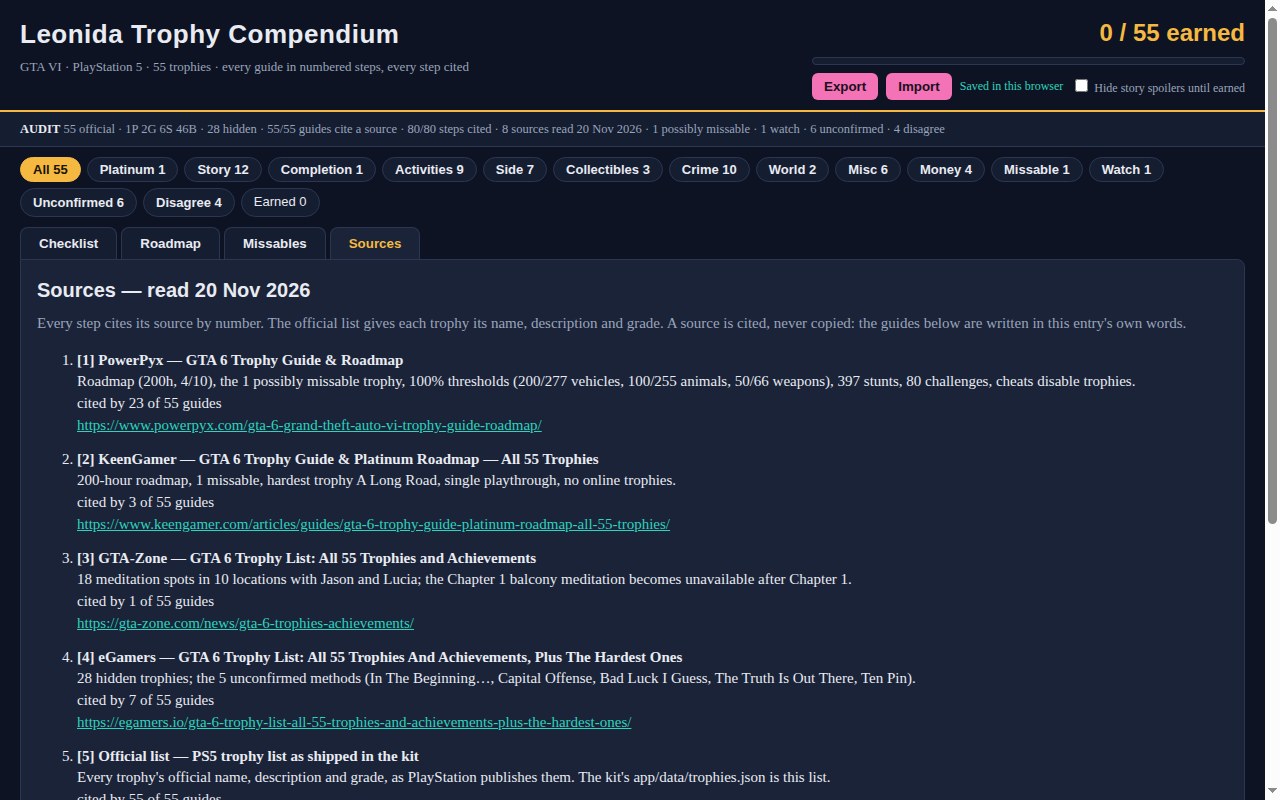 Leonida Trophy Compendium
GTA VI · PlayStation 5 · 55 trophies · every guide in numbered steps, every step cited
0 / 55 earned
Export
Import
Saved in this browser
Hide story spoilers until earned
AUDIT 55 official · 1P 2G 6S 46B · 28 hidden · 55/55 guides cite a source · 80/80 steps cited · 8 sources read 20 Nov 2026 · 1 possibly missable · 1 watch · 6 unconfirmed · 4 disagree
All 55
Platinum 1
Story 12
Completion 1
Activities 9
Side 7
Collectibles 3
Crime 10
World 2
Misc 6
Money 4
Missable 1
Watch 1
Unconfirmed 6
Disagree 4
Earned 0
Checklist
Roadmap
Missables
Sources
Sources — read 20 Nov 2026
Every step cites its source by number. The official list gives each trophy its name, description and grade. A source is cited, never copied: the guides below are written in this entry's own words.
1. [1] PowerPyx — GTA 6 Trophy Guide & Roadmap
Roadmap (200h, 4/10), the 1 possibly missable trophy, 100% thresholds (200/277 vehicles, 100/255 animals, 50/66 weapons), 397 stunts, 80 challenges, cheats disable trophies.
cited by 23 of 55 guides
https://www.powerpyx.com/gta-6-grand-theft-auto-vi-trophy-guide-roadmap/
2. [2] KeenGamer — GTA 6 Trophy Guide & Platinum Roadmap — All 55 Trophies
200-hour roadmap, 1 missable, hardest trophy A Long Road, single playthrough, no online trophies.
cited by 3 of 55 guides
https://www.keengamer.com/articles/guides/gta-6-trophy-guide-platinum-roadmap-all-55-trophies/
3. [3] GTA-Zone — GTA 6 Trophy List: All 55 Trophies and Achievements
18 meditation spots in 10 locations with Jason and Lucia; the Chapter 1 balcony meditation becomes unavailable after Chapter 1.
cited by 1 of 55 guides
https://gta-zone.com/news/gta-6-trophies-achievements/
4. [4] eGamers — GTA 6 Trophy List: All 55 Trophies And Achievements, Plus The Hardest Ones
28 hidden trophies; the 5 unconfirmed methods (In The Beginning…, Capital Offense, Bad Luck I Guess, The Truth Is Out There, Ten Pin).
cited by 7 of 55 guides
https://egamers.io/gta-6-trophy-list-all-55-trophies-and-achievements-plus-the-hardest-ones/
5. [5] Official list — PS5 trophy list as shipped in the kit
Every trophy's official name, description and grade, as PlayStation publishes them. The kit's app/data/trophies.json is this list.
cited by 55 of 55 guides